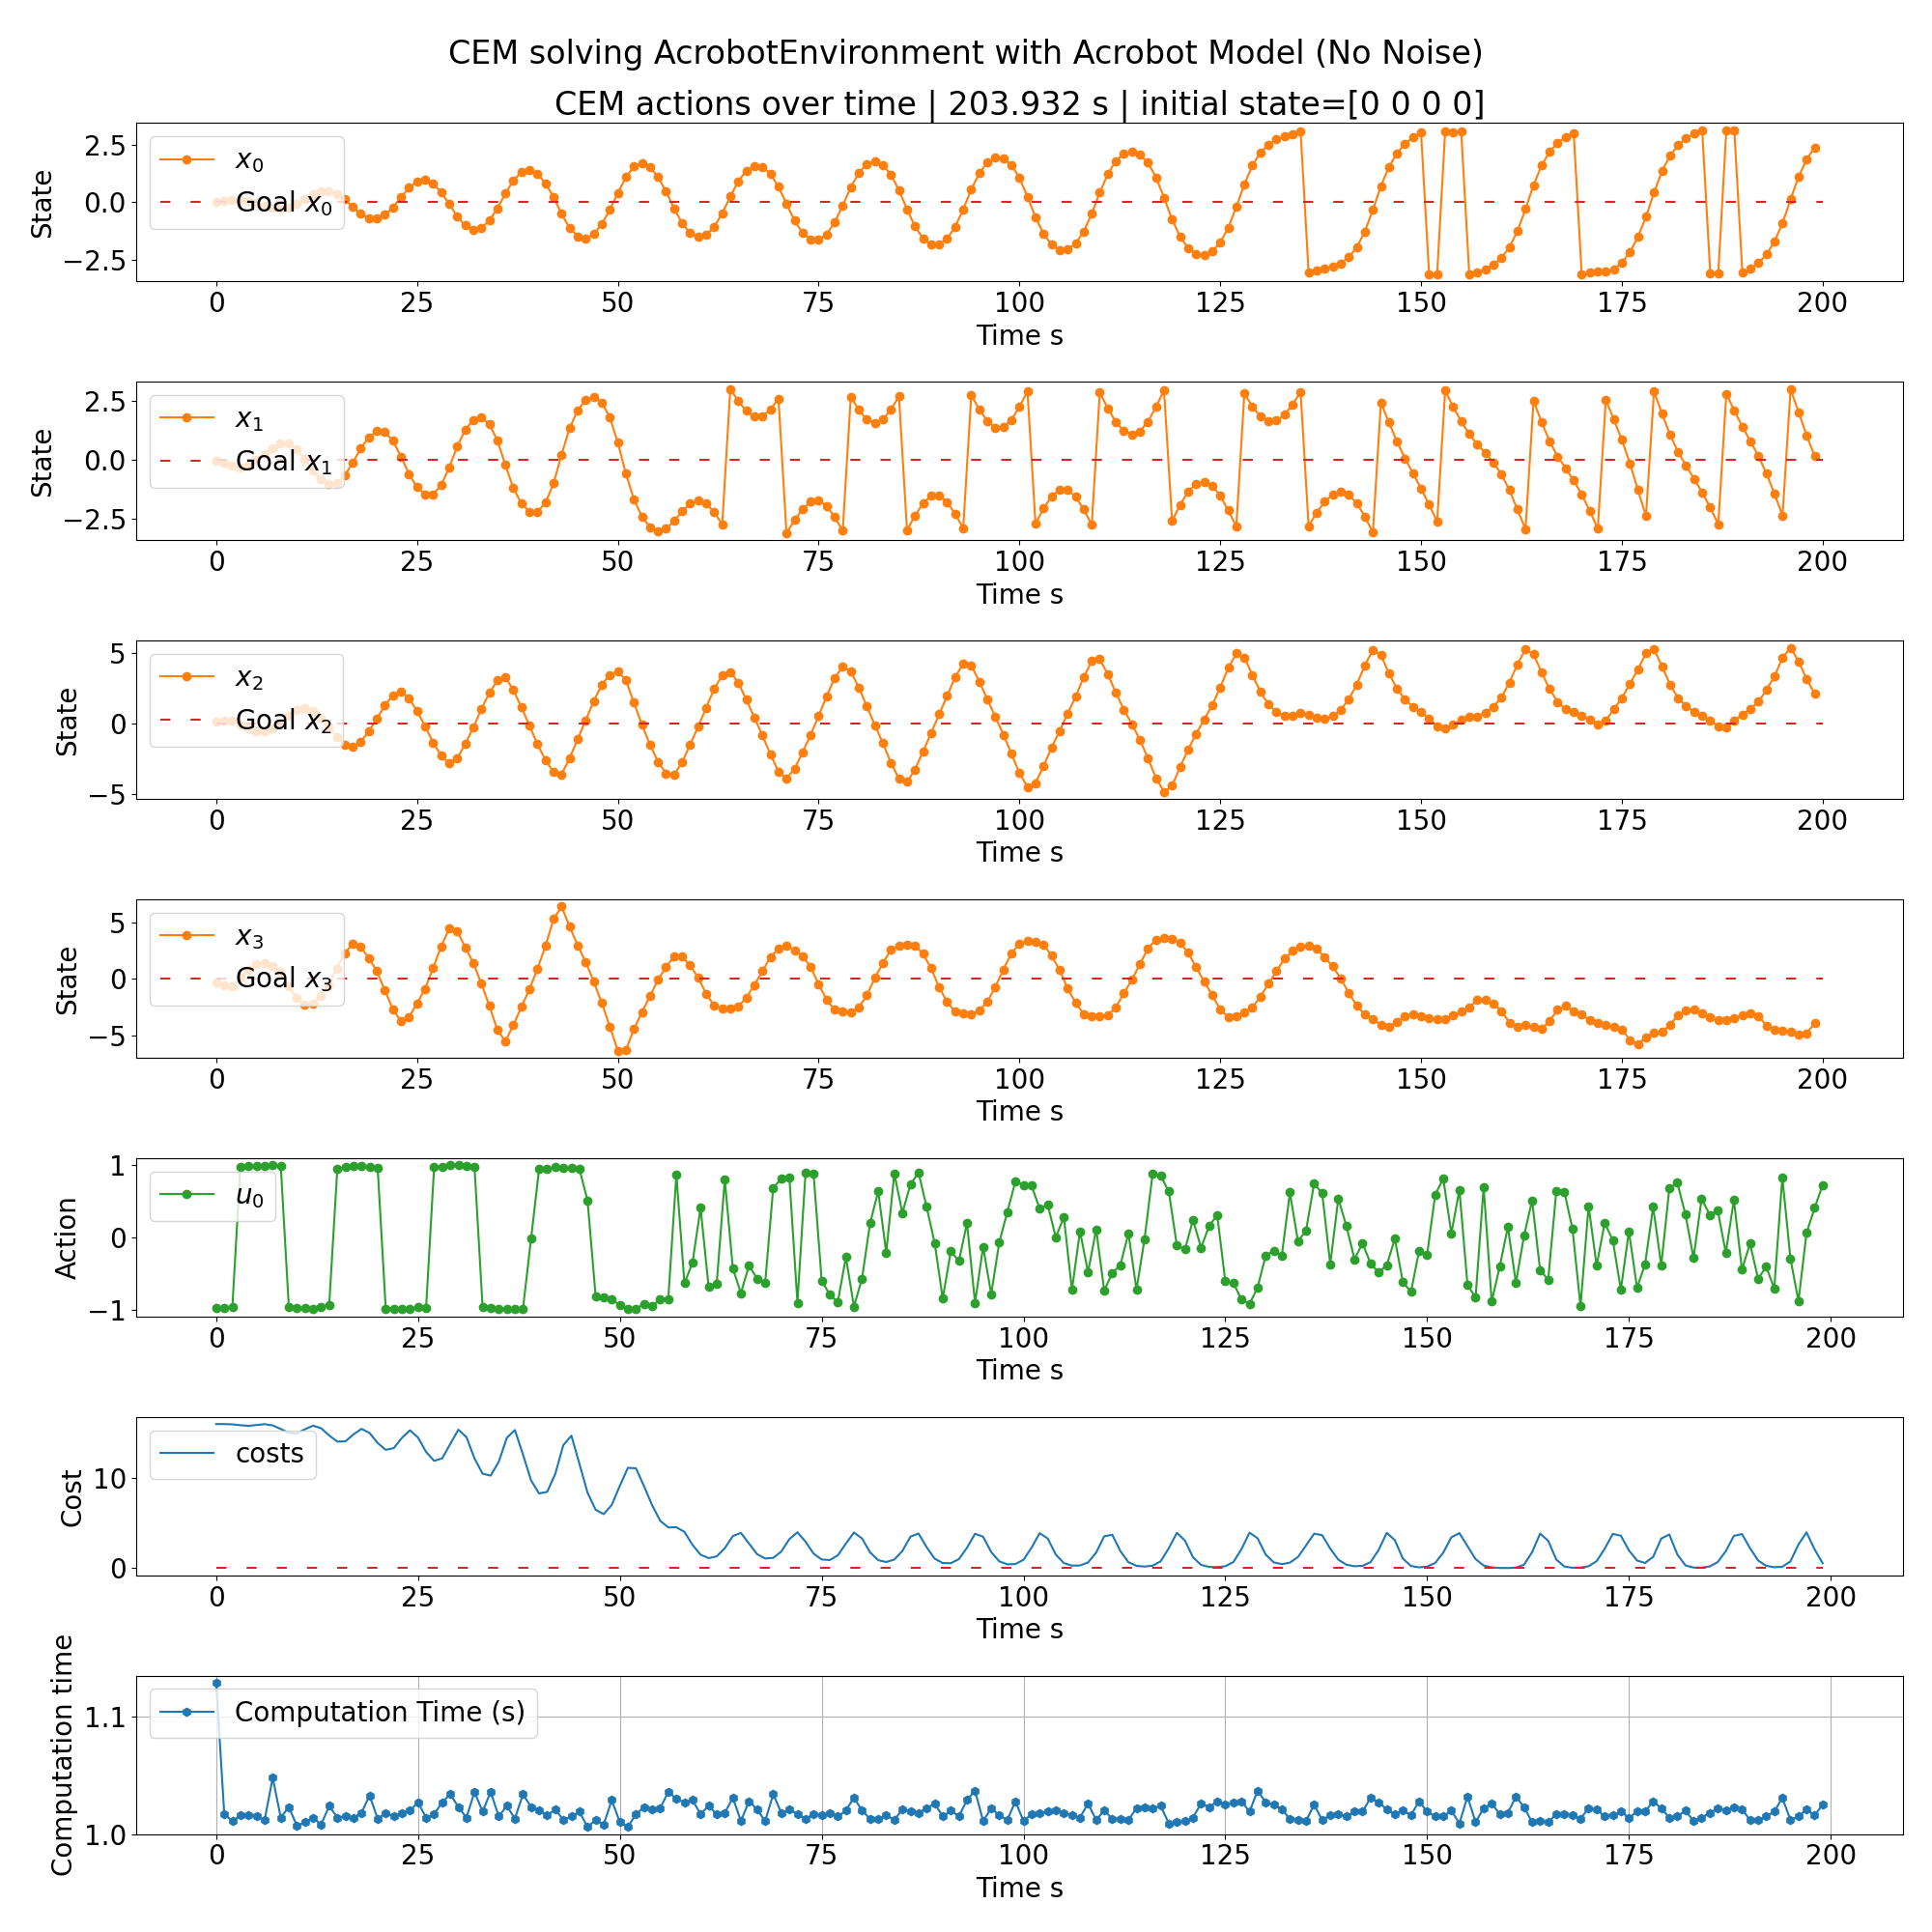 CEM solving AcrobotEnvironment with Acrobot Model (No Noise)
CEM actions over time | 203.932 s | initial state=[0 0 0 0]
State
2.5
0.0
−2.5
x₀
Goal x₀
0 25 50 75 100 125 150 175 200
Time s
State
2.5
0.0
−2.5
x₁
Goal x₁
0 25 50 75 100 125 150 175 200
Time s
State
5
0
−5
x₂
Goal x₂
0 25 50 75 100 125 150 175 200
Time s
State
5
0
−5
x₃
Goal x₃
0 25 50 75 100 125 150 175 200
Time s
Action
1
0
−1
u₀
0 25 50 75 100 125 150 175 200
Time s
Cost
10
0
costs
0 25 50 75 100 125 150 175 200
Time s
Computation time
1.1
1.0
Computation Time (s)
0 25 50 75 100 125 150 175 200
Time s